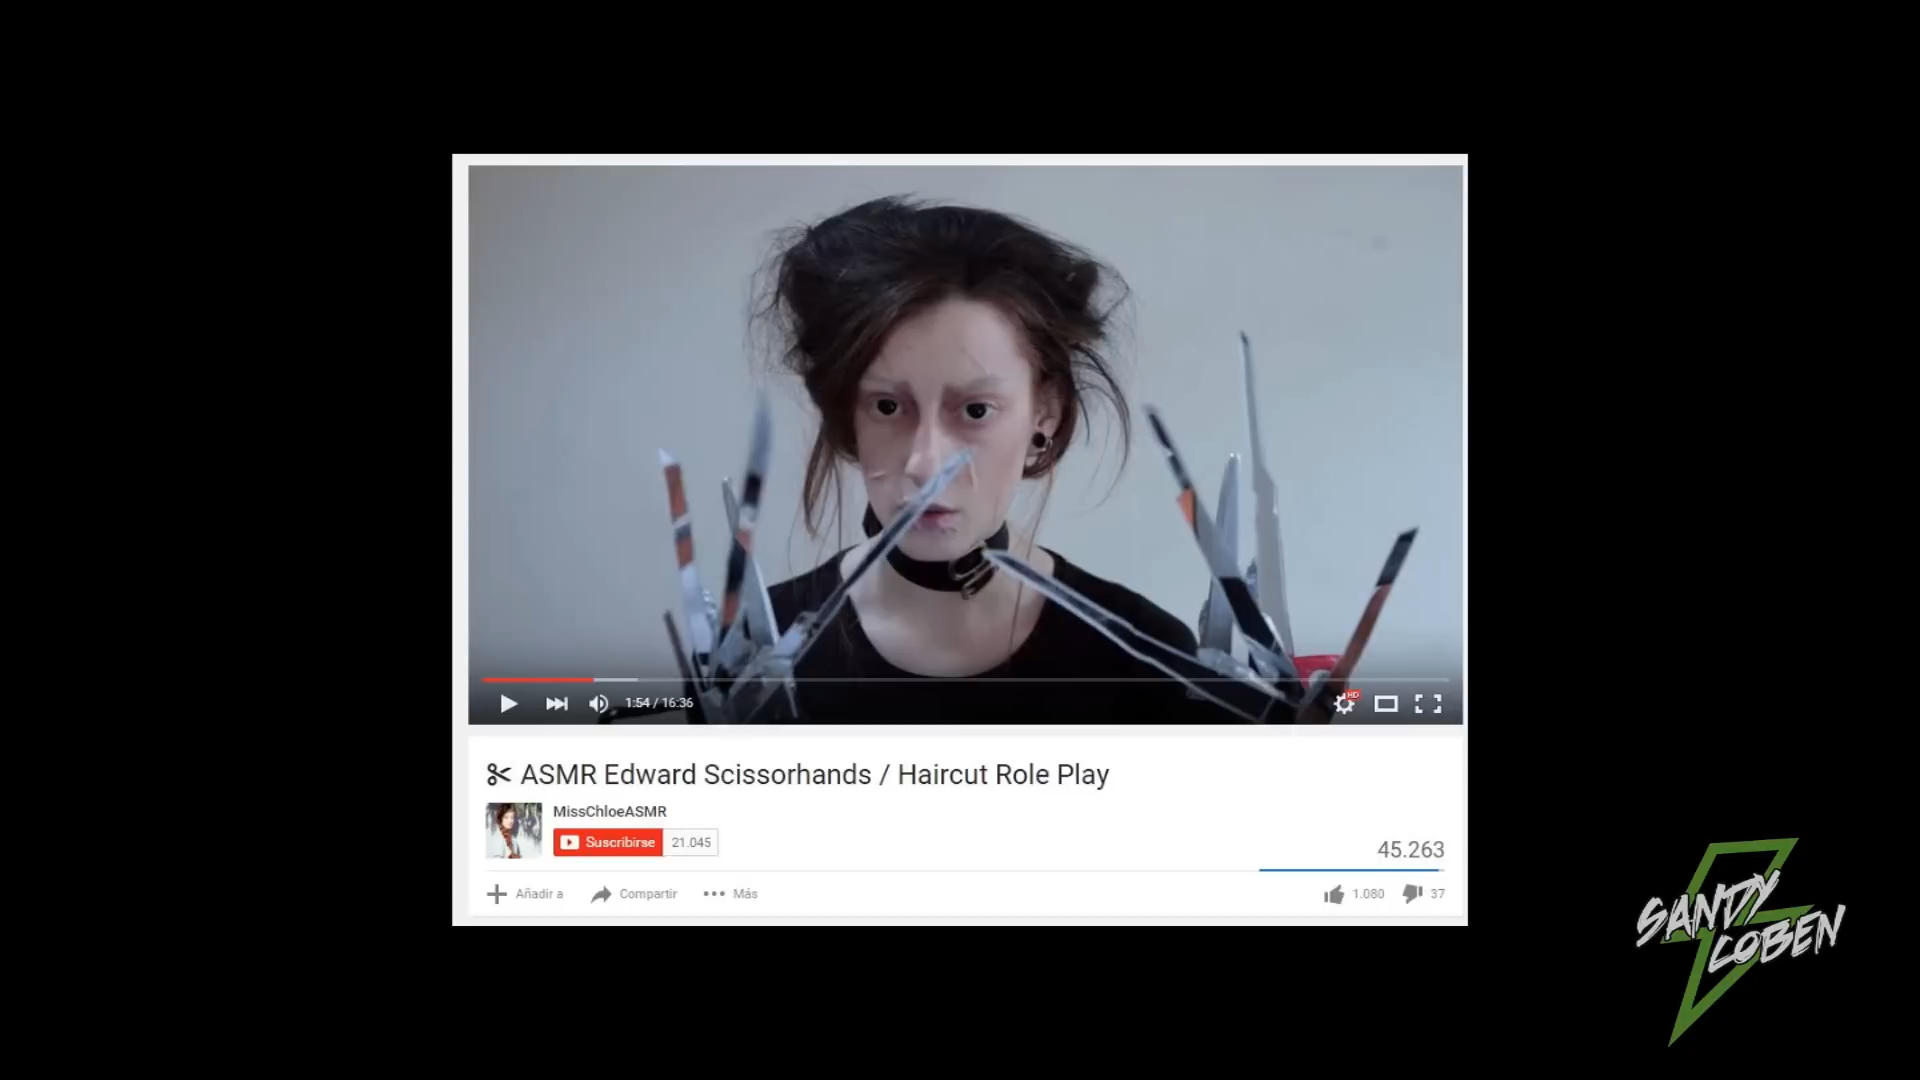 1:54 / 16:36
HD
✂ ASMR Edward Scissorhands / Haircut Role Play
MissChloeASMR
Suscribirse 21.045
45.263
Añadir a Compartir Más 1.080 37
SANDY
COBEN